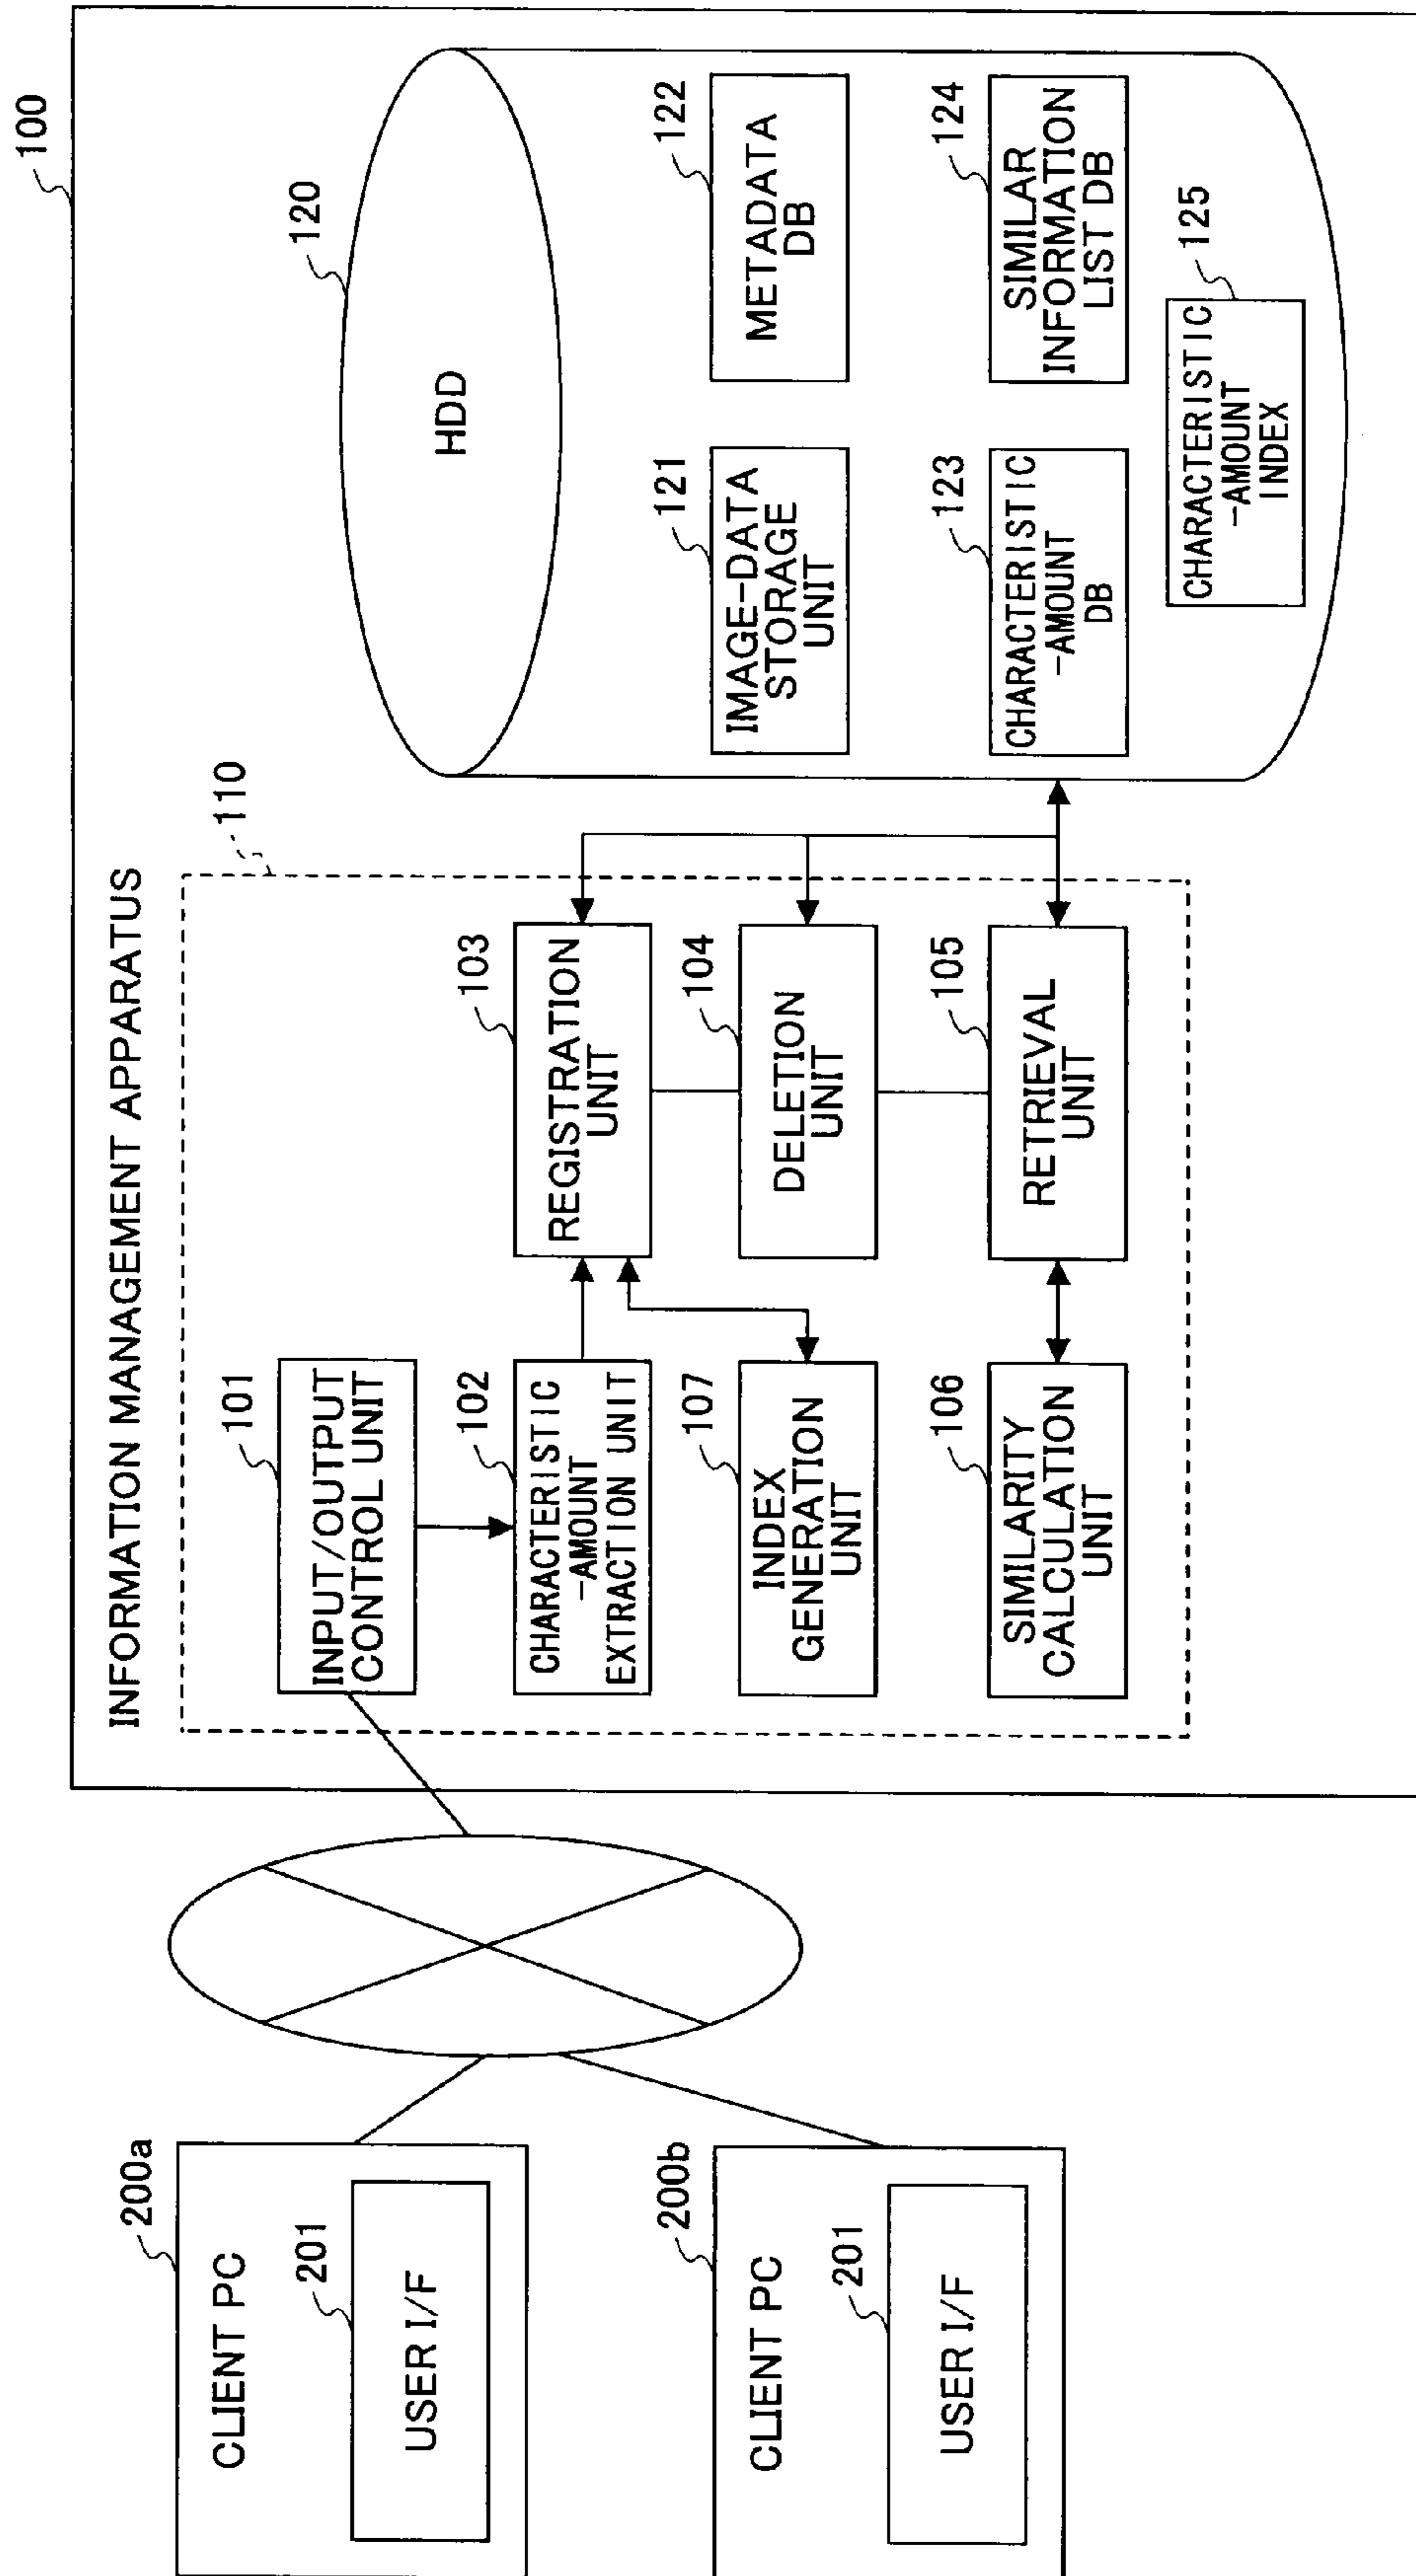 100
INFORMATION MANAGEMENT APPARATUS
110
120
HDD
101
INPUT/OUTPUT
CONTROL UNIT
102
CHARACTERISTIC
-AMOUNT
EXTRACTION UNIT
103
REGISTRATION
UNIT
107
INDEX
GENERATION
UNIT
104
DELETION
UNIT
106
SIMILARITY
CALCULATION
UNIT
105
RETRIEVAL
UNIT
121
IMAGE-DATA
STORAGE
UNIT
122
METADATA
DB
123
CHARACTERISTIC
-AMOUNT
DB
124
SIMILAR
INFORMATION
LIST DB
125
CHARACTERISTIC
-AMOUNT
INDEX
200a
CLIENT PC
201
USER I/F
200b
CLIENT PC
201
USER I/F